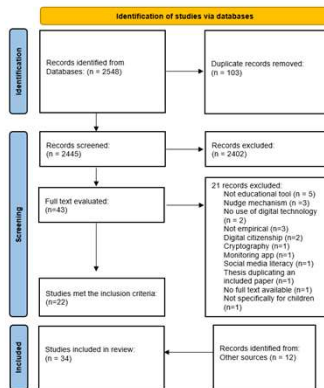 Identification of studies via databases
Identification
Records identified from
Databases: (n = 2548)
Duplicate records removed:
(n = 103)
Screening
Records screened:
(n = 2445)
Records excluded:
(n = 2402)
Full text evaluated:
(n=43)
21 records excluded:
Not educational tool (n = 5)
Nudge mechanism (n =3)
No use of digital technology
(n = 2)
Not empirical (n=3)
Digital citizenship (n=2)
Cryptography (n=1)
Monitoring app (n=1)
Social media literacy (n=1)
Thesis duplicating an
included paper (n=1)
No full text available (n=1)
Not specifically for children
(n=1)
Studies met the inclusion criteria:
(n=22)
Included
Studies included in review:
(n = 34)
Records identified from:
Other sources (n = 12)